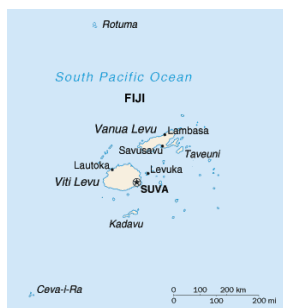 Rotuma
South Pacific Ocean
FIJI
Vanua Levu
Lambasa
Savusavu
Taveuni
Lautoka
Levuka
Viti Levu
SUVA
Kadavu
Ceva-i-Ra
0 100 200 km
0 100 200 mi